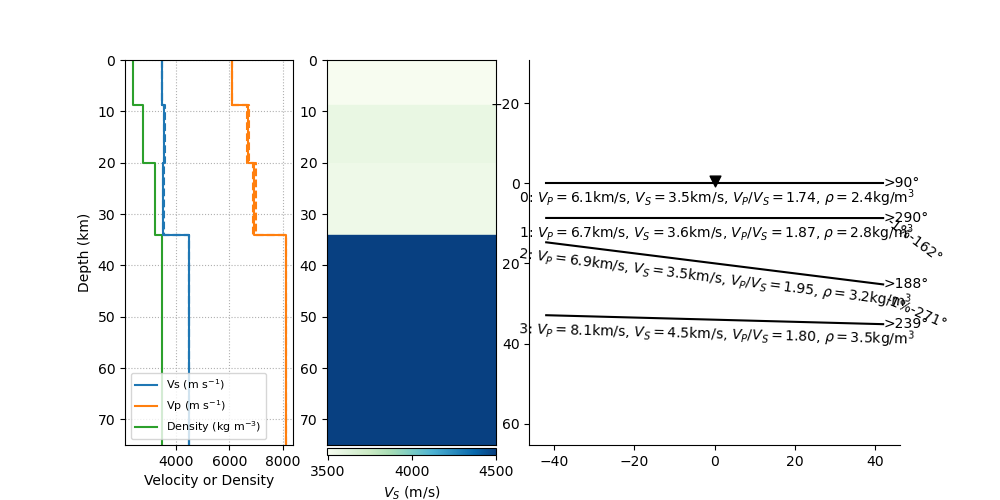 0
10
20
30
40
50
60
70
Depth (km)
4000 6000 8000
Velocity or Density
Vs (m s⁻¹)
Vp (m s⁻¹)
Density (kg m⁻³)
0
10
20
30
40
50
60
70
3500 4000 4500
V_S (m/s)
−20
0
20
40
60
−40 −20 0 20 40
>90°
0: V_P = 6.1km/s, V_S = 3.5km/s, V_P/V_S = 1.74, ρ = 2.4kg/m³
>290°
1: V_P = 6.7km/s, V_S = 3.6km/s, V_P/V_S = 1.87, ρ = 2.8kg/m³
>188°
2: V_P = 6.9km/s, V_S = 3.5km/s, V_P/V_S = 1.95, ρ = 3.2kg/m³
>239°
3: V_P = 8.1km/s, V_S = 4.5km/s, V_P/V_S = 1.80, ρ = 3.5kg/m³